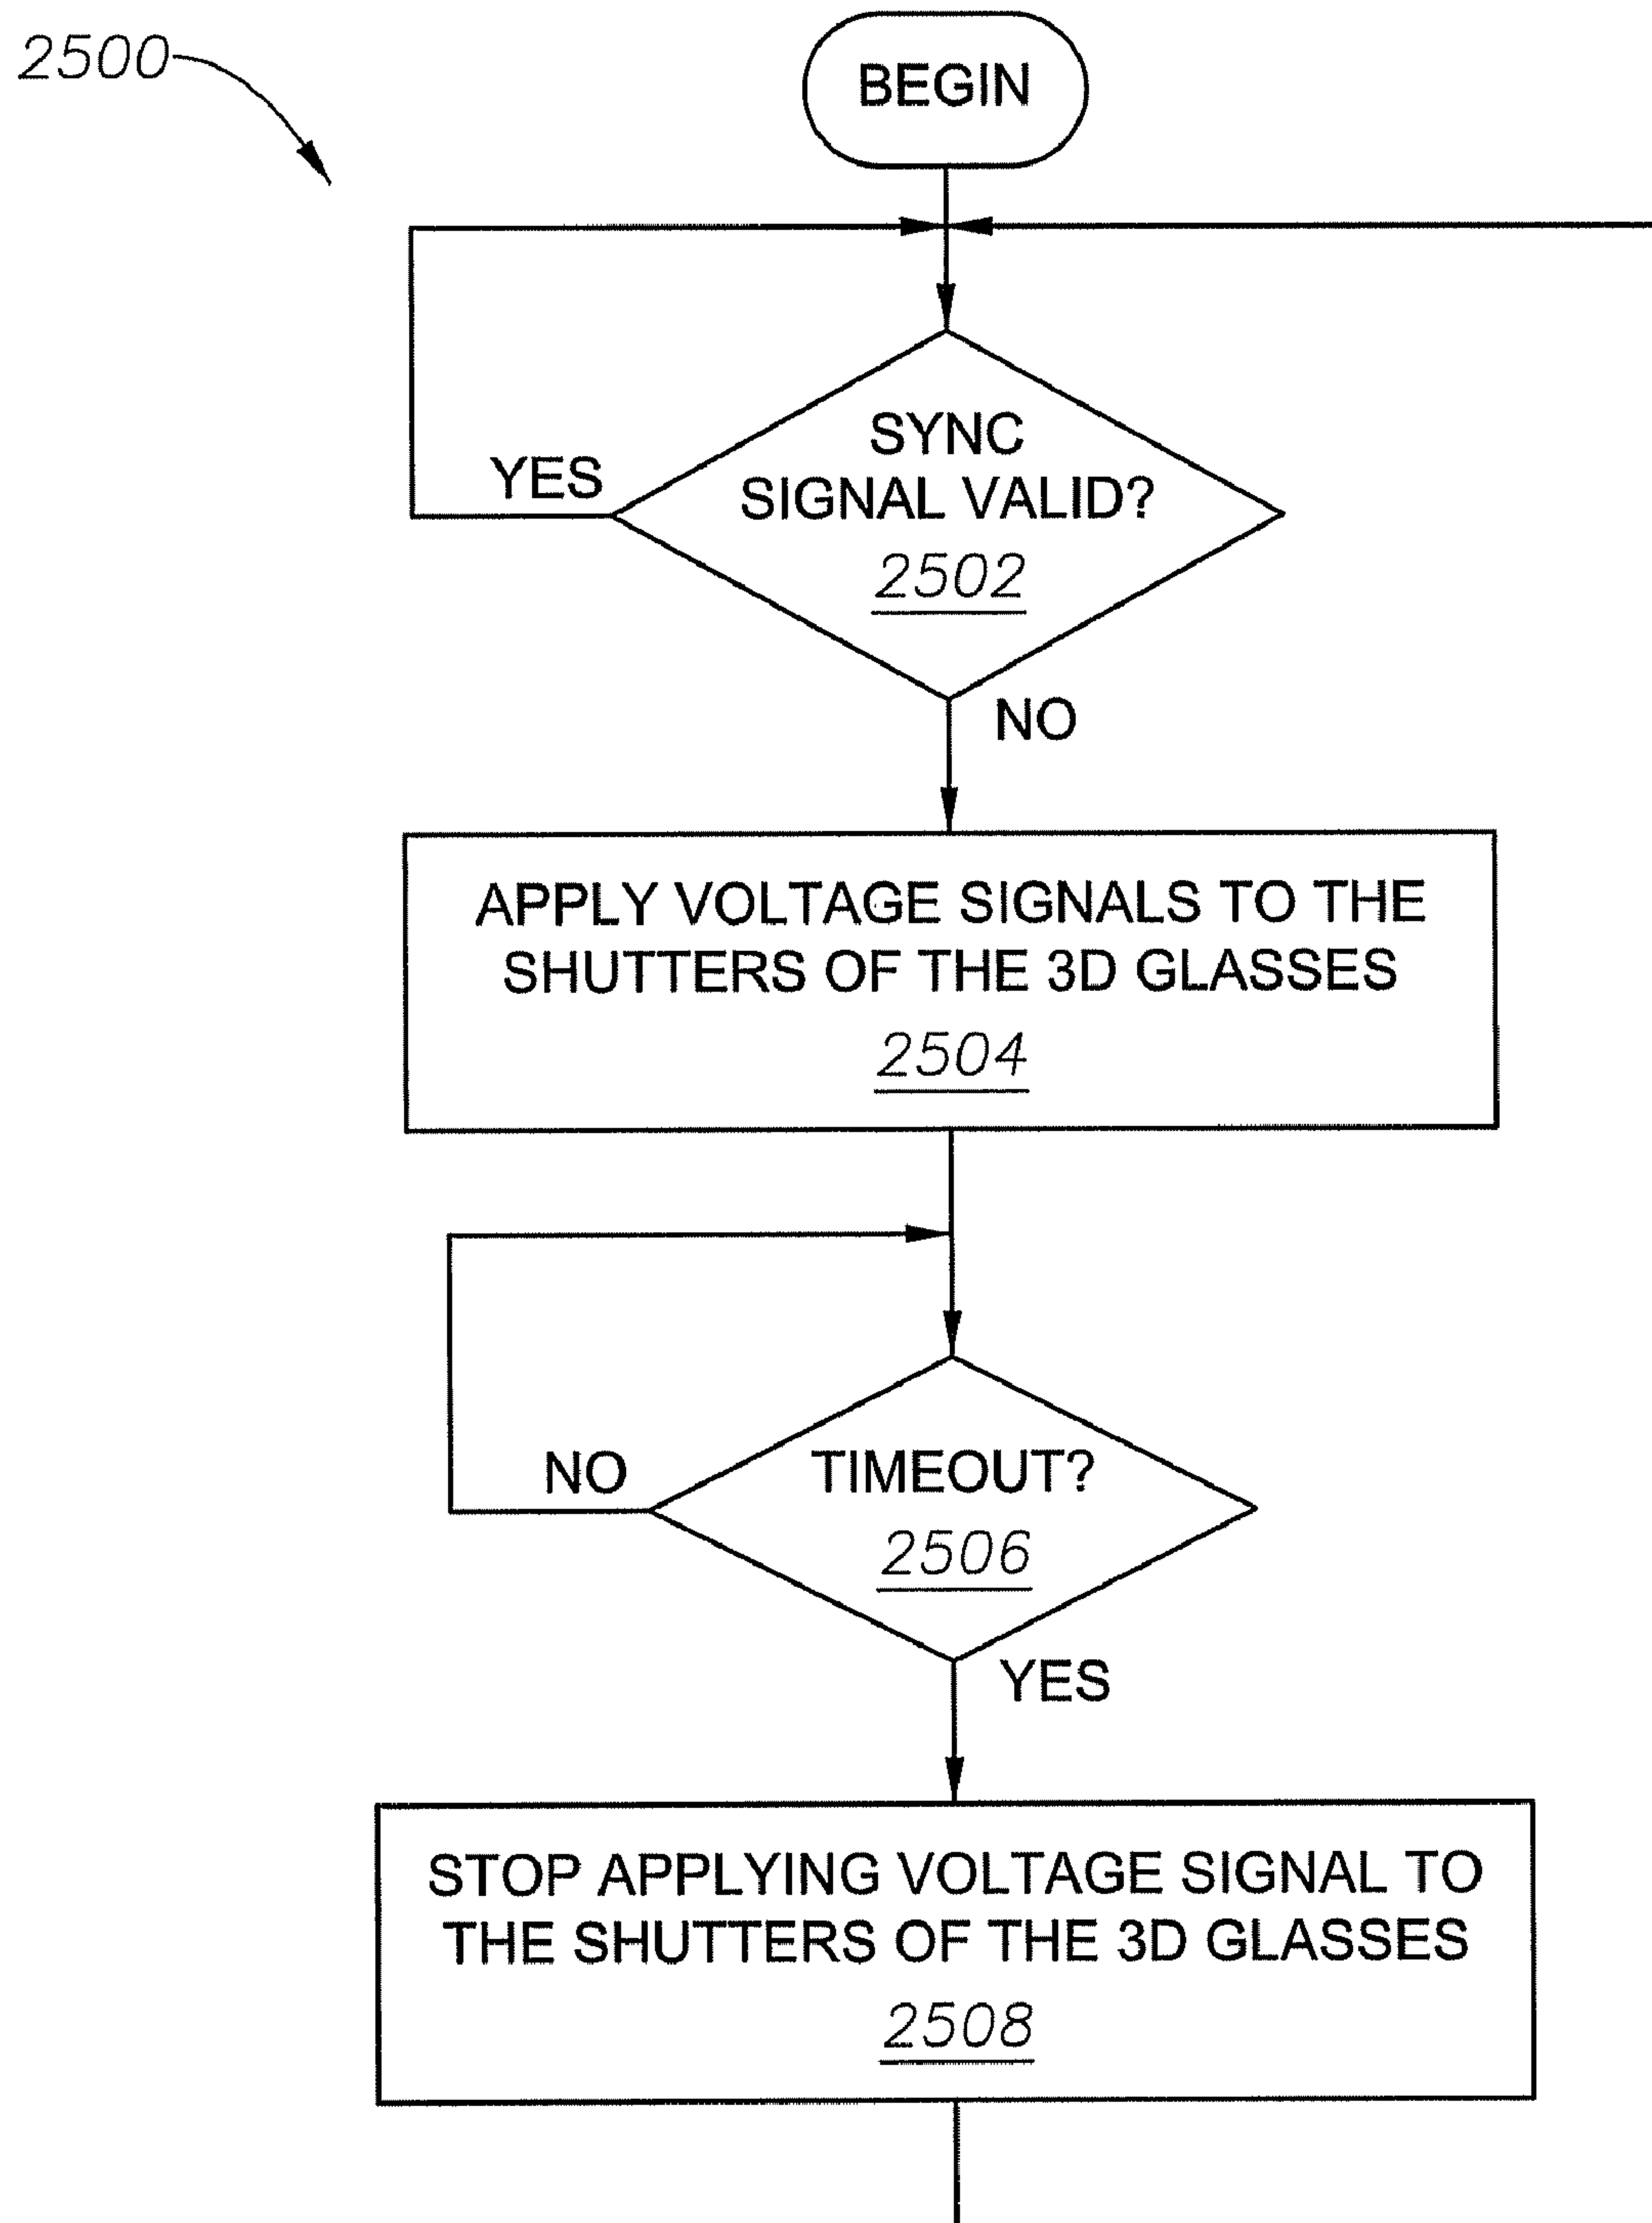 2500
BEGIN
SYNC
SIGNAL VALID?
2502
YES
NO
APPLY VOLTAGE SIGNALS TO THE
SHUTTERS OF THE 3D GLASSES
2504
TIMEOUT?
2506
NO
YES
STOP APPLYING VOLTAGE SIGNAL TO
THE SHUTTERS OF THE 3D GLASSES
2508